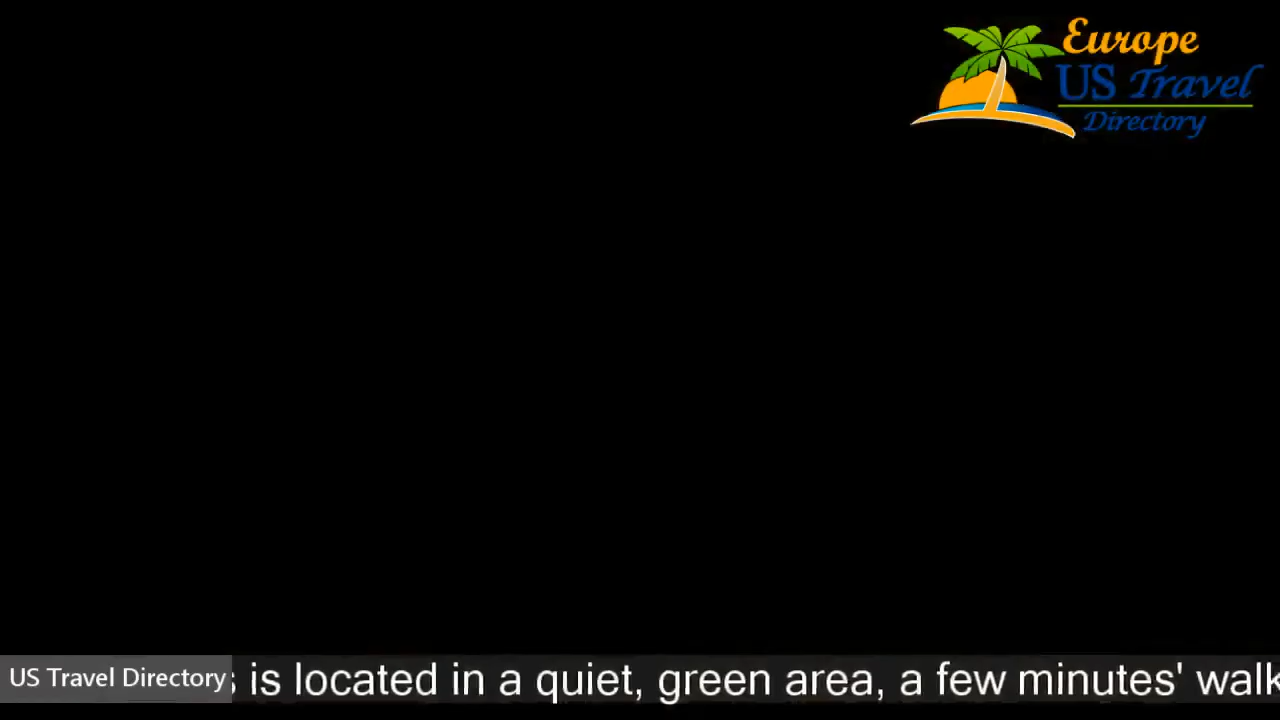 Europe
US Travel
Directory
US Travel Directory
is located in a quiet, green area, a few minutes' walk